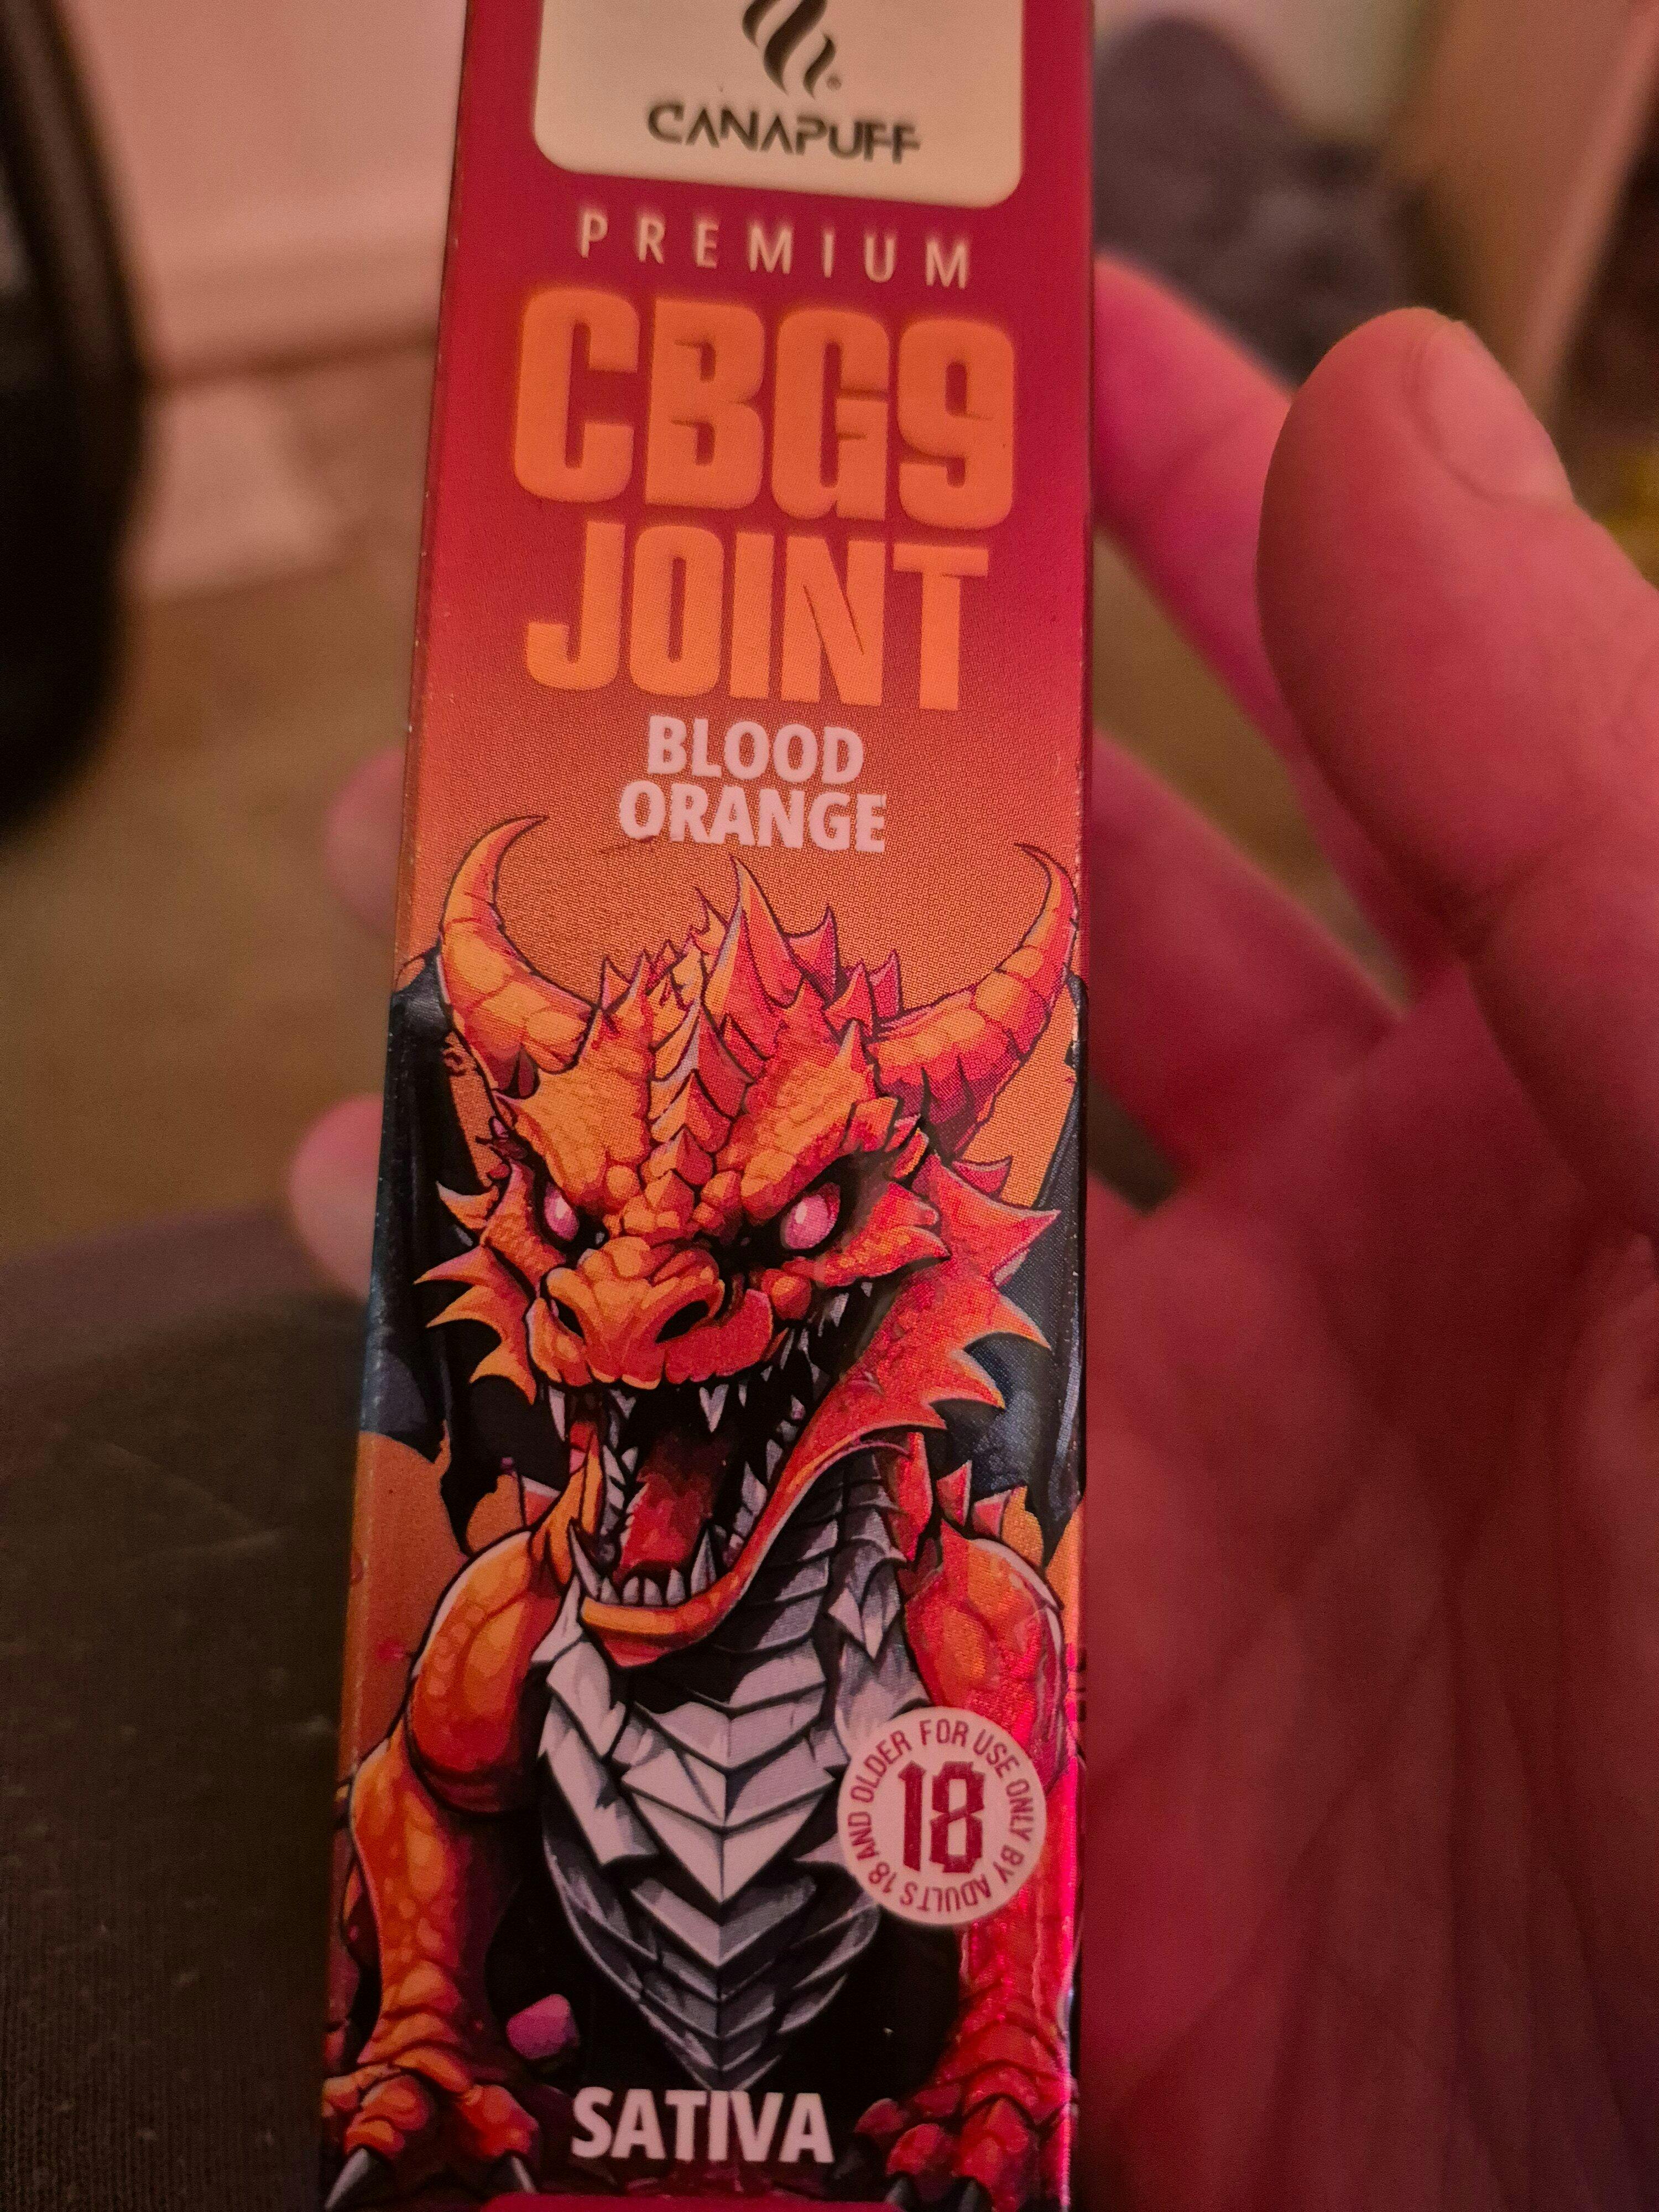 CANAPUFF
PREMIUM
CBG9
JOINT
BLOOD
ORANGE
18
FOR USE ONLY BY ADULTS 18 AND OLDER
SATIVA